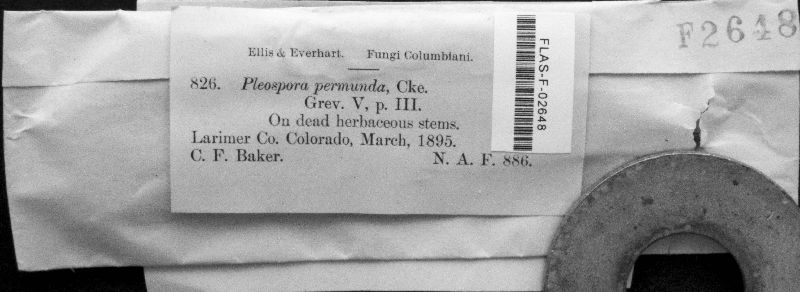 F2648
Ellis & Everhart. Fungi Columbiani.
826. Pleospora permunda, Cke.
Grev. V, p. III.
On dead herbaceous stems.
Larimer Co. Colorado, March, 1895.
C. F. Baker. N. A. F. 886.
FLAS-F-02648